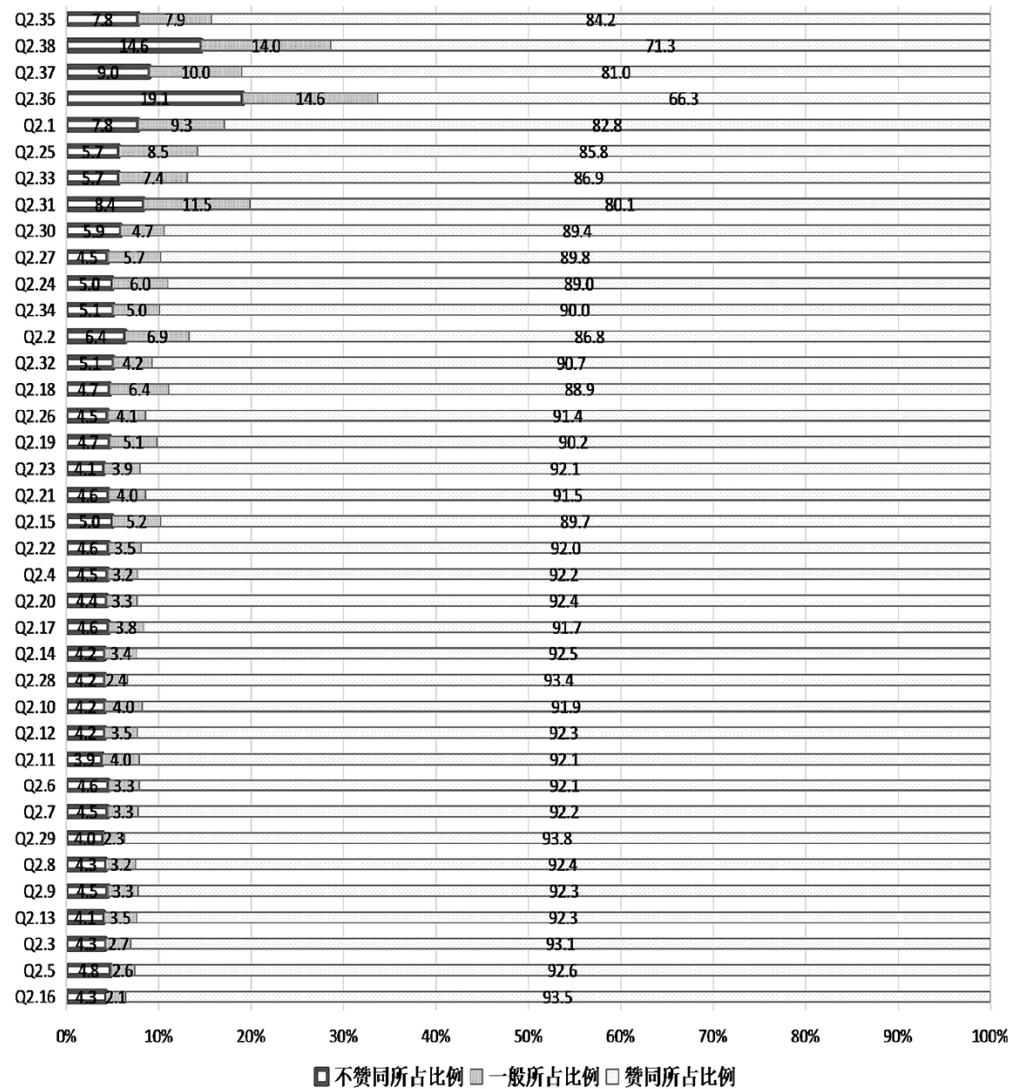 Q2.35 7.8 7.9 84.2
Q2.38 14.6 14.0 71.3
Q2.37 9.0 10.0 81.0
Q2.36 19.1 14.6 66.3
Q2.1 7.8 9.3 82.8
Q2.25 5.7 8.5 85.8
Q2.33 5.7 7.4 86.9
Q2.31 8.4 11.5 80.1
Q2.30 5.9 4.7 89.4
Q2.27 4.5 5.7 89.8
Q2.24 5.0 6.0 89.0
Q2.34 5.1 5.0 90.0
Q2.2 6.4 6.9 86.8
Q2.32 5.1 4.2 90.7
Q2.18 4.7 6.4 88.9
Q2.26 4.5 4.1 91.4
Q2.19 4.7 5.1 90.2
Q2.23 4.1 3.9 92.1
Q2.21 4.6 4.0 91.5
Q2.15 5.0 5.2 89.7
Q2.22 4.6 3.5 92.0
Q2.4 4.5 3.2 92.2
Q2.20 4.4 3.3 92.4
Q2.17 4.6 3.8 91.7
Q2.14 4.2 3.4 92.5
Q2.28 4.2 2.4 93.4
Q2.10 4.2 4.0 91.9
Q2.12 4.2 3.5 92.3
Q2.11 3.9 4.0 92.1
Q2.6 4.6 3.3 92.1
Q2.7 4.5 3.3 92.2
Q2.29 4.0 2.3 93.8
Q2.8 4.3 3.2 92.4
Q2.9 4.5 3.3 92.3
Q2.13 4.1 3.5 92.3
Q2.3 4.3 2.7 93.1
Q2.5 4.8 2.6 92.6
Q2.16 4.3 2.1 93.5
0% 10% 20% 30% 40% 50% 60% 70% 80% 90% 100%
不赞同所占比例 一般所占比例 赞同所占比例